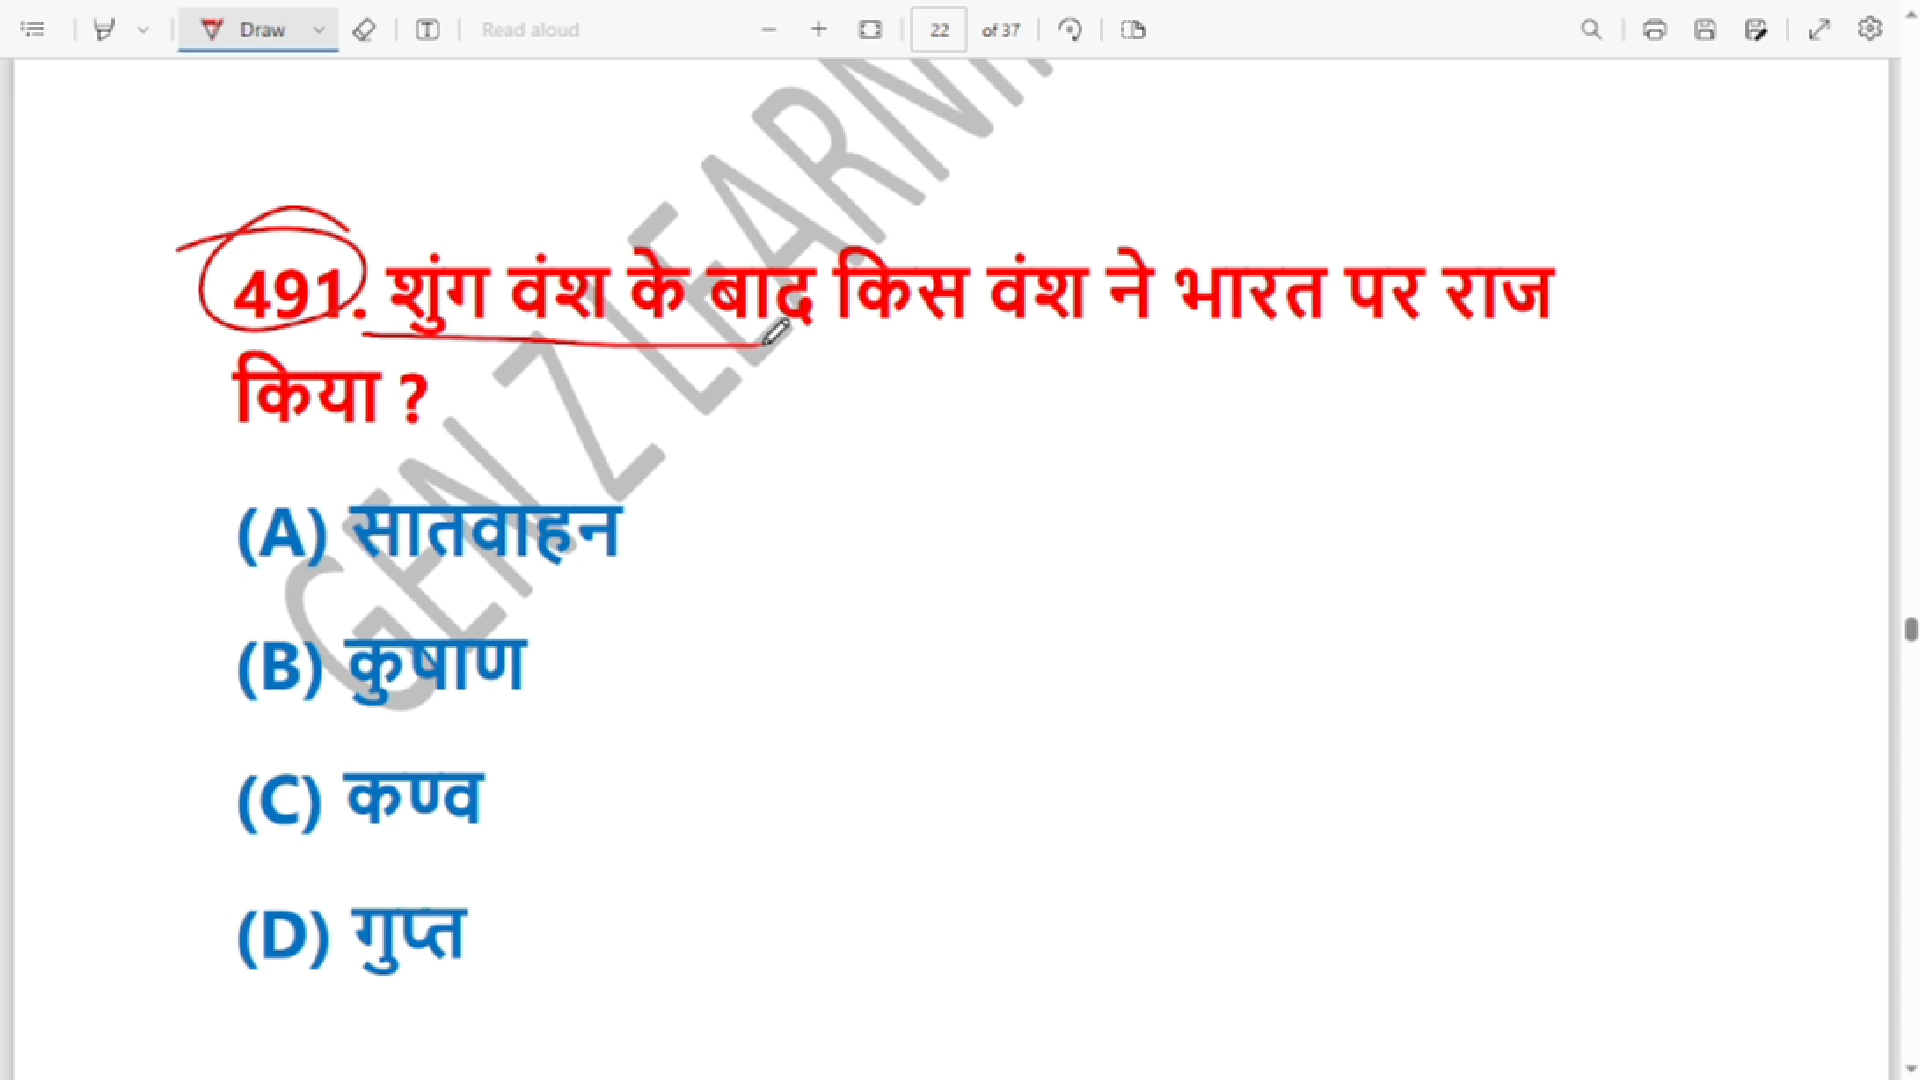 Draw
Read aloud
22 of 37
GEN Z LEARNI
491. शुंग वंश के बाद किस वंश ने भारत पर राज
किया ?
(A) सातवाहन
(B) कुषाण
(C) कण्व
(D) गुप्त